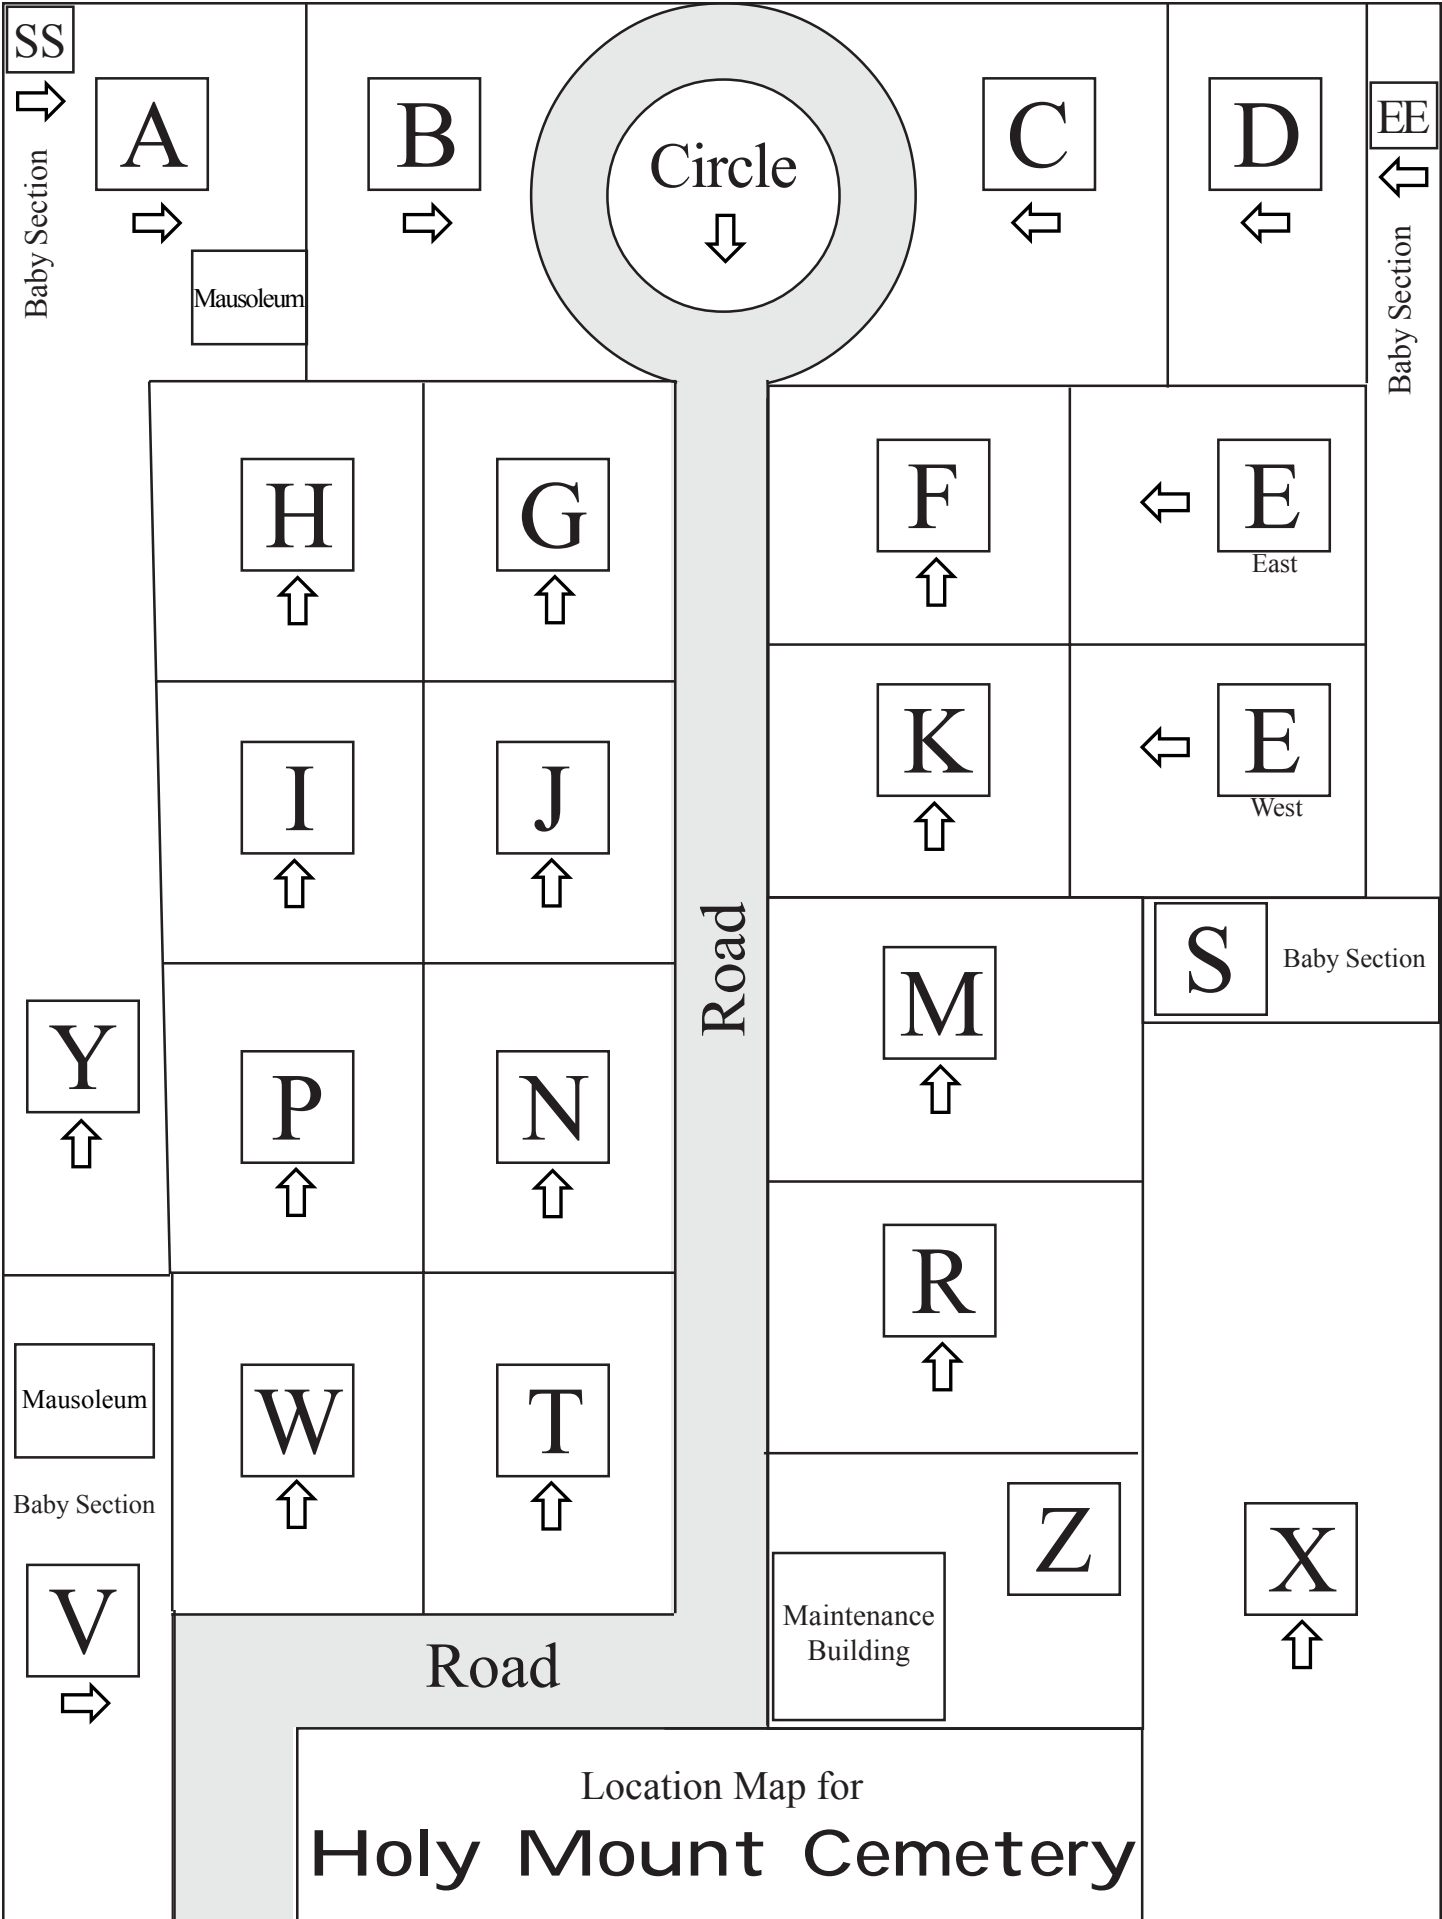 SS
A
B
Circle
C
D
EE
Baby Section
Mausoleum
Baby Section
H
G
F
E
East
I
J
K
E
West
Road
M
S
Baby Section
Y
P
N
R
Mausoleum
W
T
Baby Section
Z
X
V
Maintenance
Building
Road
Location Map for
Holy Mount Cemetery